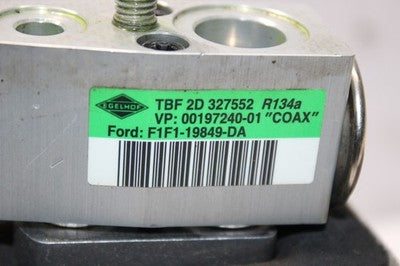 EGELHOF
TBF 2D 327552 R134a
VP: 00197240-01 "COAX"
Ford: F1F1-19849-DA